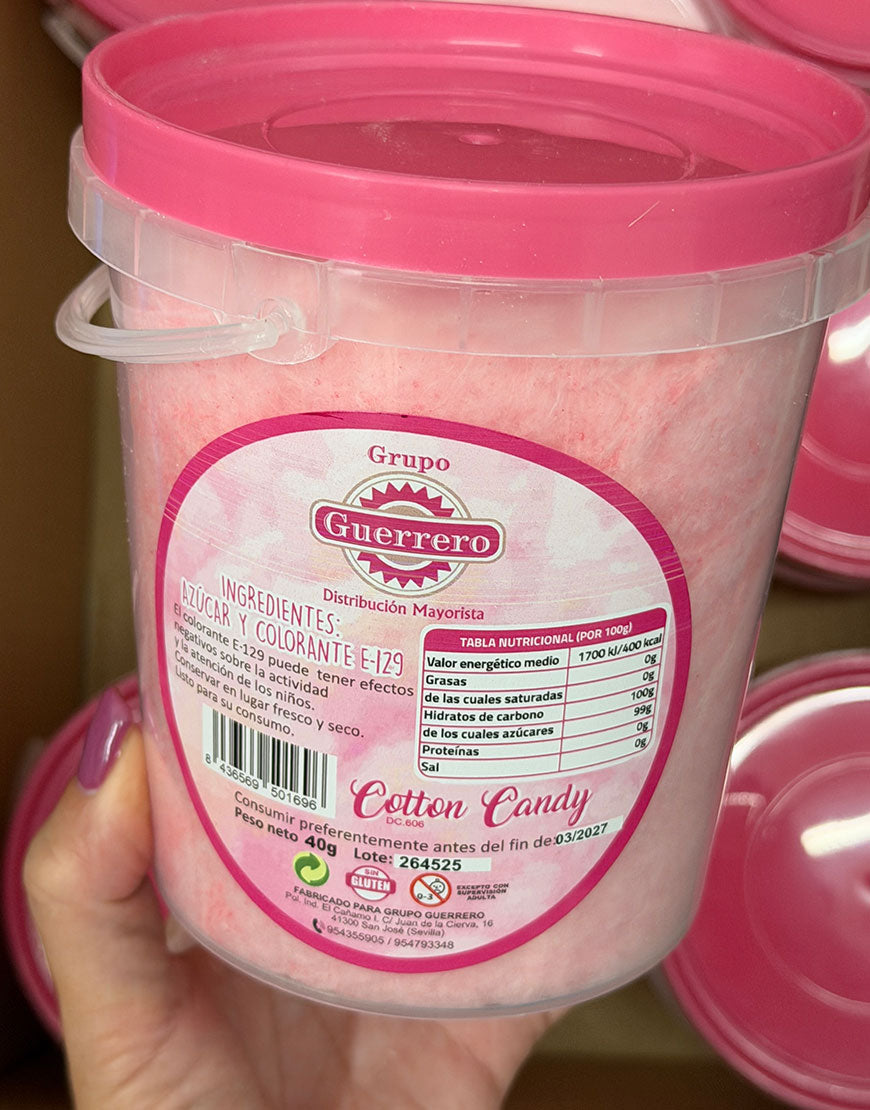 Grupo
Guerrero
Distribución Mayorista
INGREDIENTES:
AZÚCAR Y COLORANTE E-129
El colorante E-129 puede tener efectos
negativos sobre la actividad
y la atención de los niños.
Conservar en lugar fresco y seco.
Listo para su consumo.
TABLA NUTRICIONAL (POR 100g)
Valor energético medio 1700 kl/400 kcal
Grasas 0g
de las cuales saturadas 0g
Hidratos de carbono 100g
de los cuales azúcares 99g
Proteínas 0g
Sal 0g
8 436569 501696
Cotton Candy
DC.606
Consumir preferentemente antes del fin de:03/2027
Peso neto 40g Lote: 264525
SIN
GLUTEN
0-3
EXCEPTO CON
SUPERVISIÓN
ADULTA
FABRICADO PARA GRUPO GUERRERO
Pol. Ind. El Cáñamo I. C/ Juan de la Cierva, 16
41300 San José (Sevilla)
954355905 / 954793348